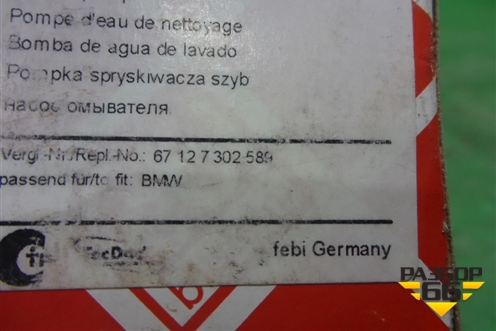 Pompe d'eau de nettoyage
Bomba de agua de lavado
Pompka spryskiwacza szyb
насос омывателя
Vergl-Nr./Repl.-No.: 67 12 7 302 589
passend für/to fit: BMW
febi Germany
РАЗБОР
66